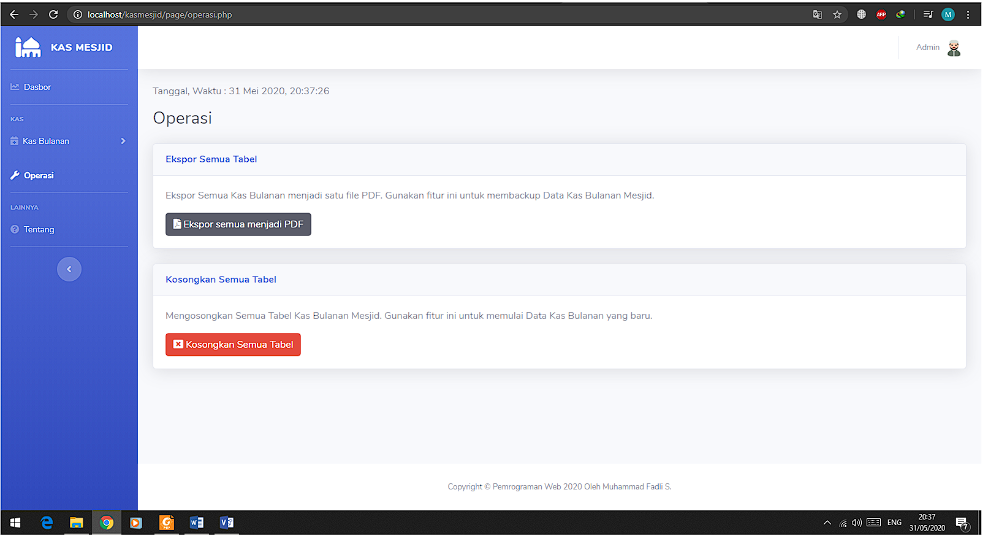 localhost/kasmesjid/page/operasi.php
KAS MESJID
Admin
Dasbor
KAS
Kas Bulanan
Operasi
LAINNYA
Tentang
Tanggal, Waktu : 31 Mei 2020, 20:37:26
Operasi
Ekspor Semua Tabel
Ekspor Semua Kas Bulanan menjadi satu file PDF. Gunakan fitur ini untuk membackup Data Kas Bulanan Mesjid.
Ekspor semua menjadi PDF
Kosongkan Semua Tabel
Mengosongkan Semua Tabel Kas Bulanan Mesjid. Gunakan fitur ini untuk memulai Data Kas Bulanan yang baru.
Kosongkan Semua Tabel
Copyright © Pemrograman Web 2020 Oleh Muhammad Fadli S.
ENG
20:37
31/05/2020